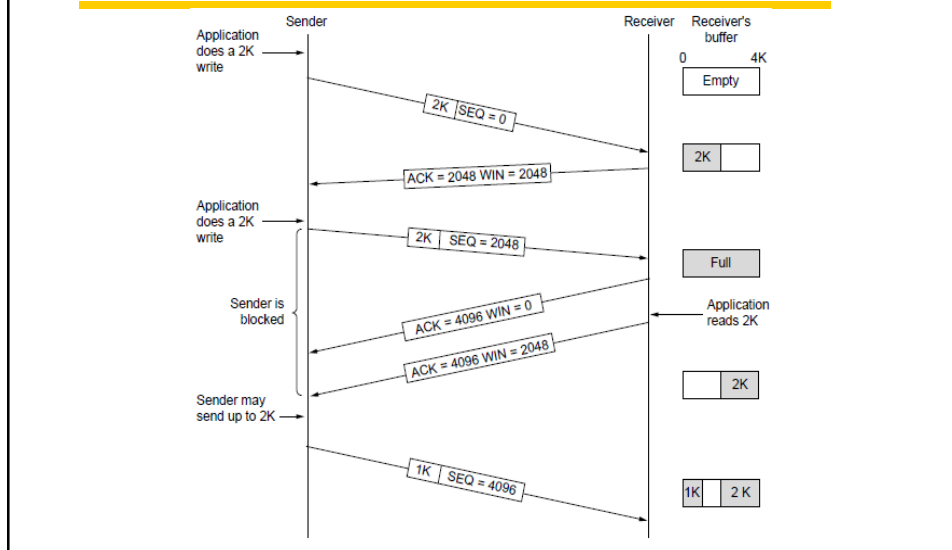 Sender
Receiver
Receiver's
buffer
Application
does a 2K
write
0
4K
Empty
2K
SEQ = 0
2K
ACK = 2048 WIN = 2048
Application
does a 2K
write
2K
SEQ = 2048
Full
Sender is
blocked
ACK = 4096 WIN = 0
Application
reads 2K
ACK = 4096 WIN = 2048
2K
Sender may
send up to 2K
1K
SEQ = 4096
1K
2 K